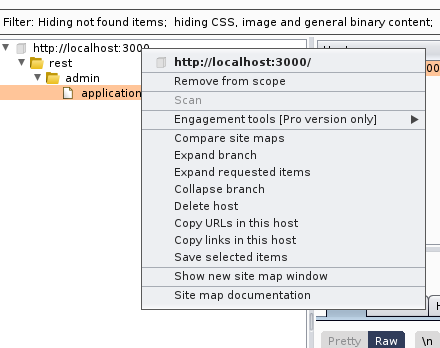 Filter: Hiding not found items; hiding CSS, image and general binary content;
http://localhost:3000
rest
admin
application
http://localhost:3000/
Remove from scope
Scan
Engagement tools [Pro version only]
Compare site maps
Expand branch
Expand requested items
Collapse branch
Delete host
Copy URLs in this host
Copy links in this host
Save selected items
Show new site map window
Site map documentation
Pretty
Raw
\n